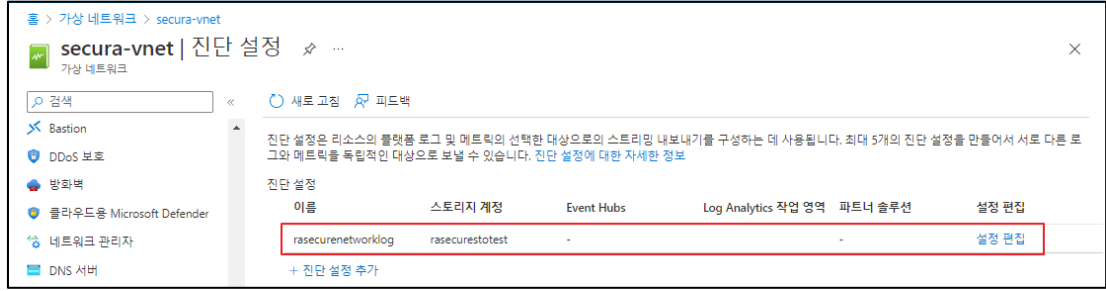 홈 > 가상 네트워크 > secura-vnet
secura-vnet | 진단 설정 ...
가상 네트워크
검색 «
Bastion
DDoS 보호
방화벽
클라우드용 Microsoft Defender
네트워크 관리자
DNS 서버
새로 고침 피드백
진단 설정은 리소스의 플랫폼 로그 및 메트릭의 선택한 대상으로의 스트리밍 내보내기를 구성하는 데 사용됩니다. 최대 5개의 진단 설정을 만들어서 서로 다른 로
그와 메트릭을 독립적인 대상으로 보낼 수 있습니다. 진단 설정에 대한 자세한 정보
진단 설정
이름 스토리지 계정 Event Hubs Log Analytics 작업 영역 파트너 솔루션 설정 편집
rasecurenetworklog rasecurestotest - - 설정 편집
+ 진단 설정 추가